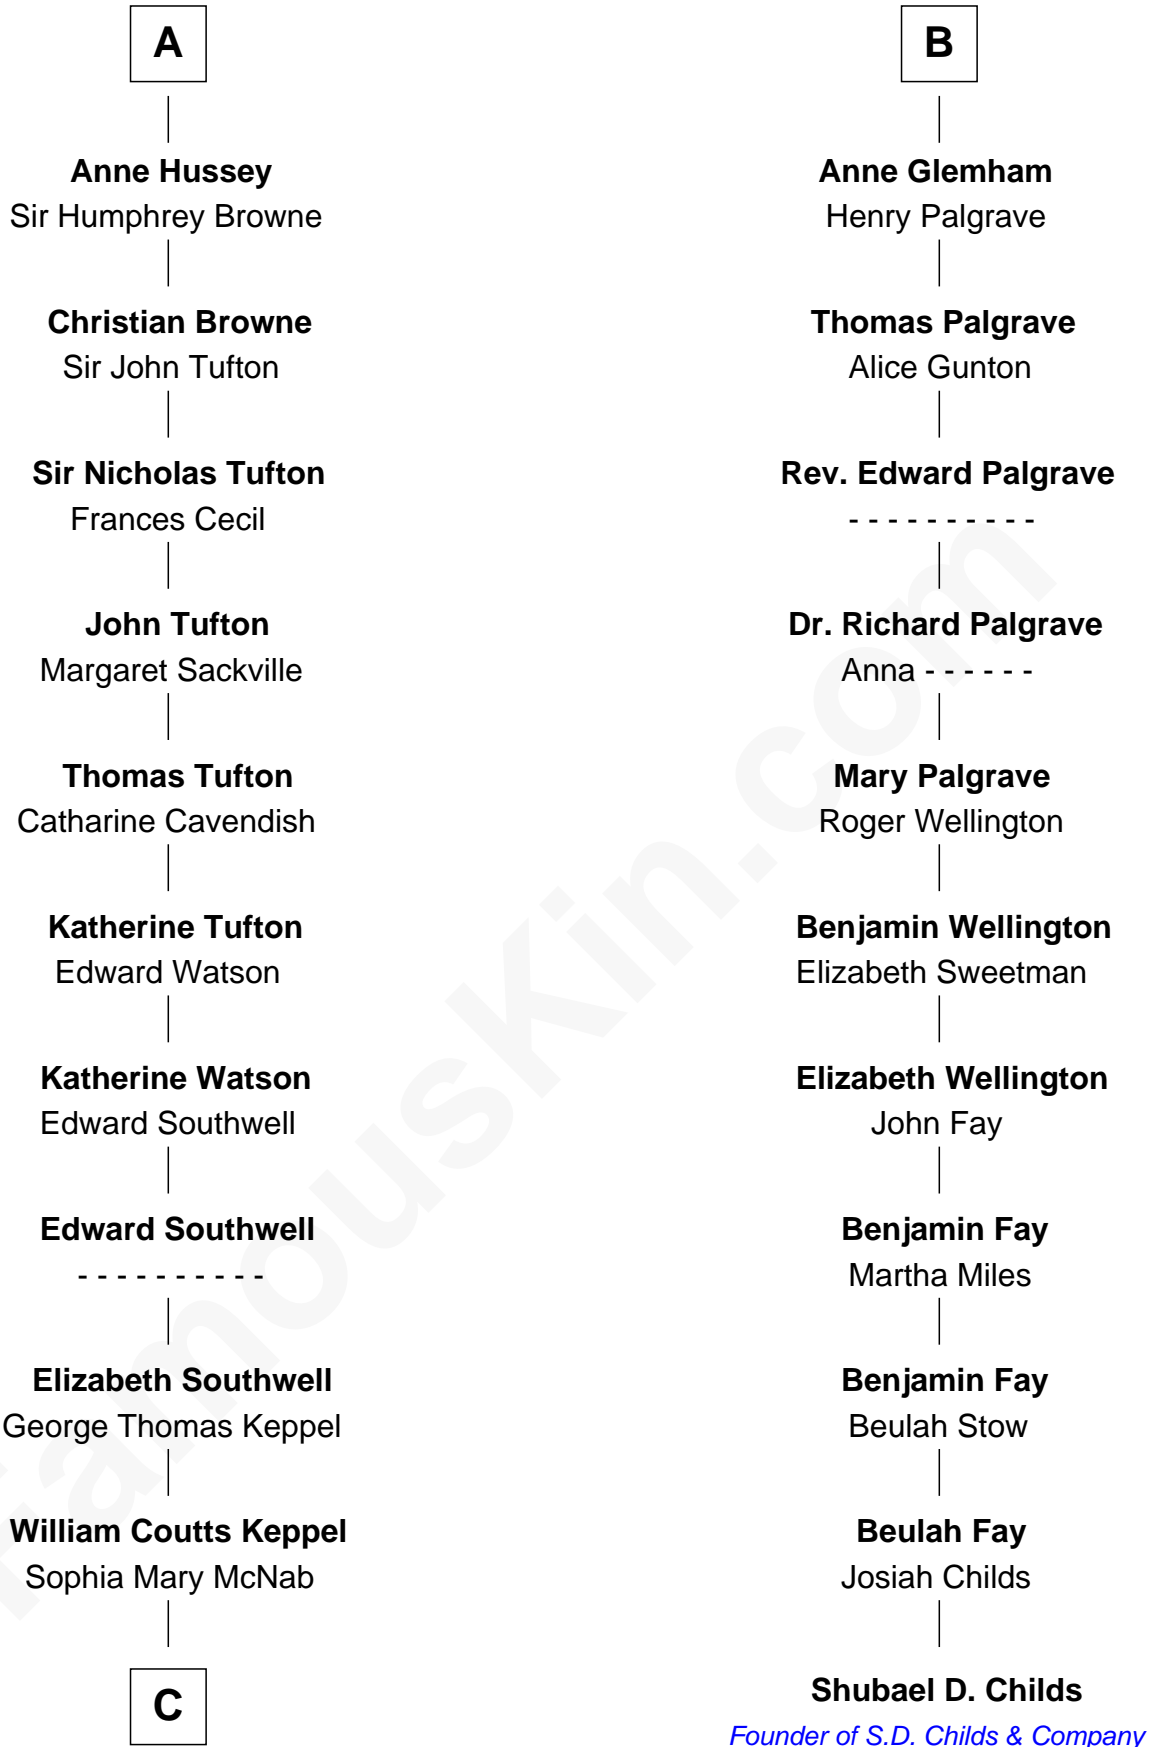 A
Anne Hussey
Sir Humphrey Browne
Christian Browne
Sir John Tufton
Sir Nicholas Tufton
Frances Cecil
John Tufton
Margaret Sackville
Thomas Tufton
Catharine Cavendish
Katherine Tufton
Edward Watson
Katherine Watson
Edward Southwell
Edward Southwell
- - - - - - - - - -
Elizabeth Southwell
George Thomas Keppel
William Coutts Keppel
Sophia Mary McNab
C
B
Anne Glemham
Henry Palgrave
Thomas Palgrave
Alice Gunton
Rev. Edward Palgrave
- - - - - - - - - -
Dr. Richard Palgrave
Anna - - - - - -
Mary Palgrave
Roger Wellington
Benjamin Wellington
Elizabeth Sweetman
Elizabeth Wellington
John Fay
Benjamin Fay
Martha Miles
Benjamin Fay
Beulah Stow
Beulah Fay
Josiah Childs
Shubael D. Childs
Founder of S.D. Childs & Company
FamousKin.com